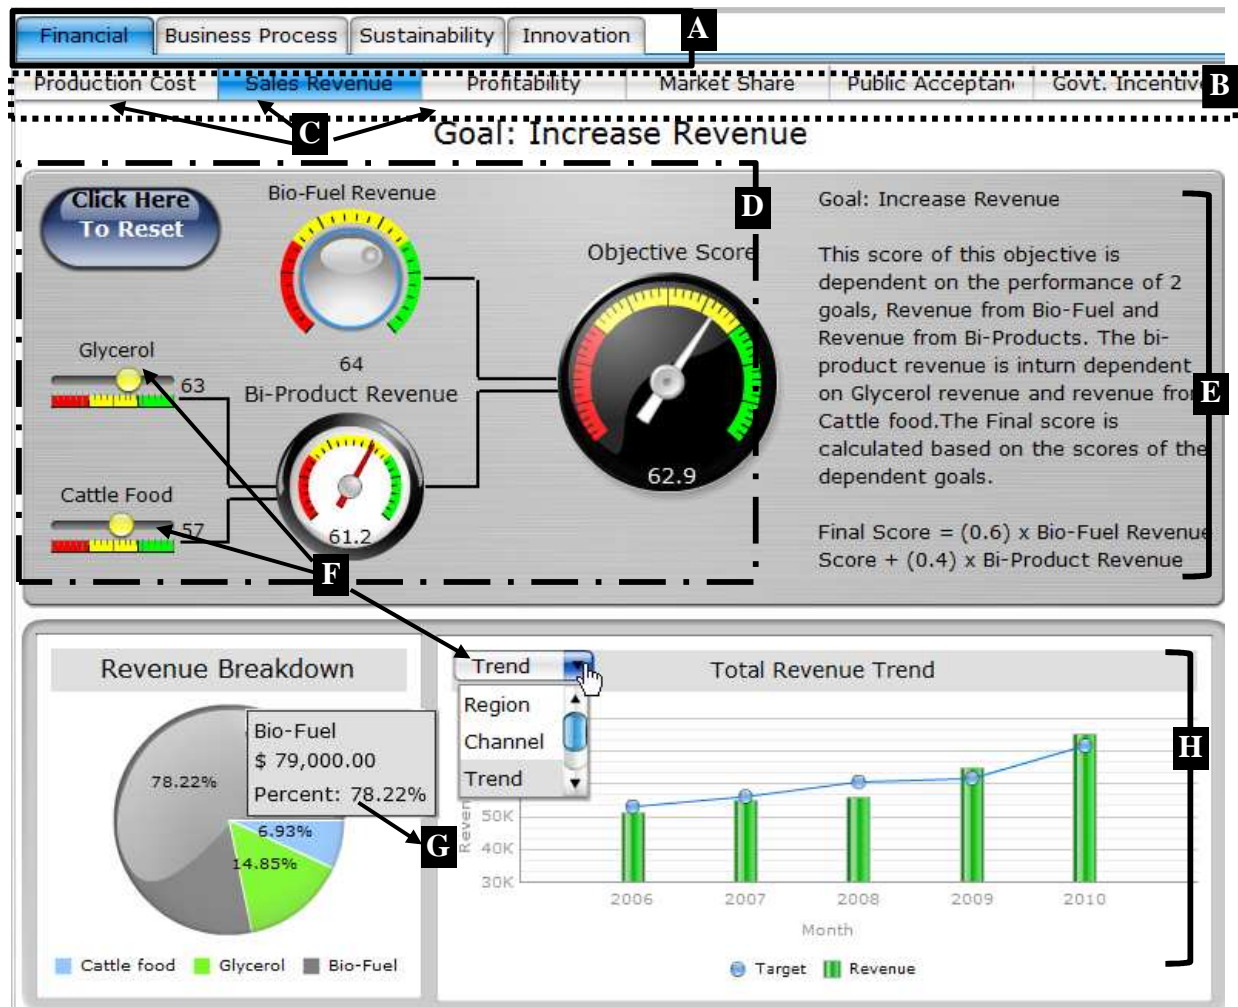 Financial Business Process Sustainability Innovation A
Production Cost Sales Revenue Profitability Market Share Public Acceptan Govt. Incentive B
C
Goal: Increase Revenue
Click Here
To Reset
Bio-Fuel Revenue
64
Glycerol
63
Bi-Product Revenue
61.2
Cattle Food
57
Objective Score
62.9
D
F
Goal: Increase Revenue
This score of this objective is
dependent on the performance of 2
goals, Revenue from Bio-Fuel and
Revenue from Bi-Products. The bi-
product revenue is inturn dependent
on Glycerol revenue and revenue from
Cattle food.The Final score is
calculated based on the scores of the
dependent goals.
Final Score = (0.6) x Bio-Fuel Revenue
Score + (0.4) x Bi-Product Revenue
E
Revenue Breakdown
78.22%
6.93%
14.85%
Bio-Fuel
$ 79,000.00
Percent: 78.22%
G
Cattle food Glycerol Bio-Fuel
Trend
Region
Channel
Trend
Total Revenue Trend
50K
40K
30K
2006 2007 2008 2009 2010
Month
Target Revenue
H